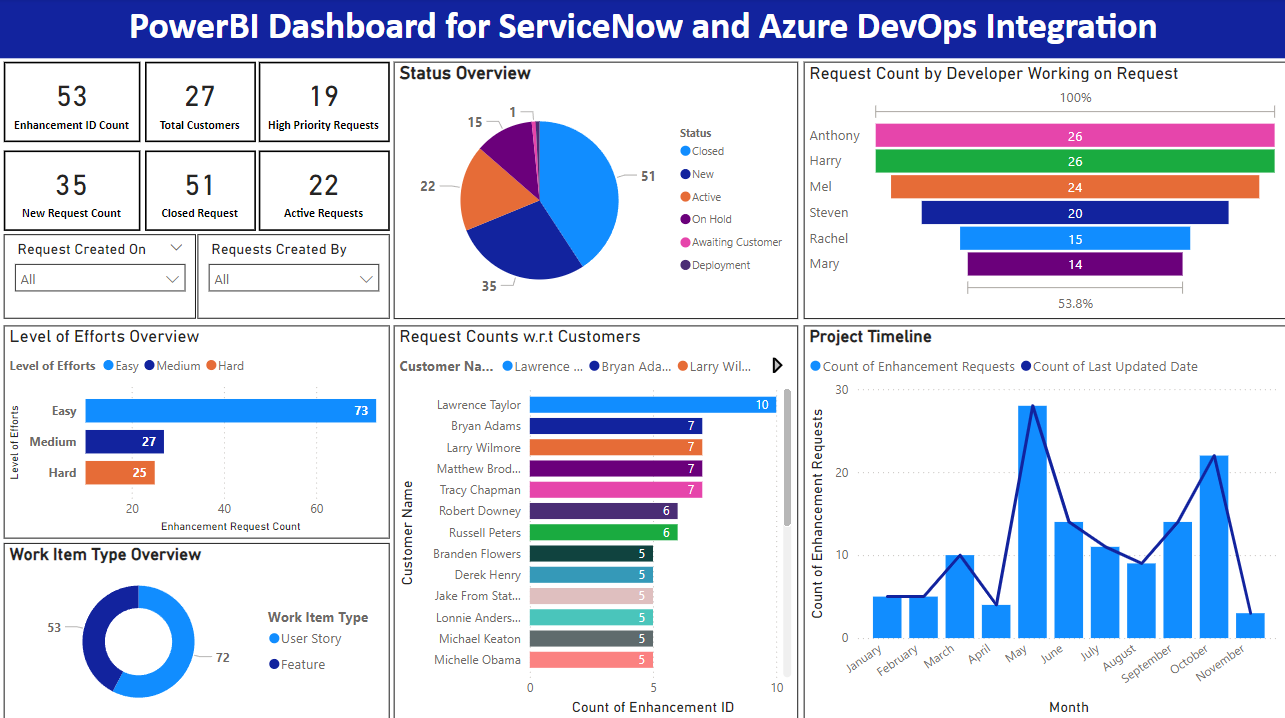 PowerBI Dashboard for ServiceNow and Azure DevOps Integration
53
Enhancement ID Count
27
Total Customers
19
High Priority Requests
35
New Request Count
51
Closed Request
22
Active Requests
Request Created On
All
Requests Created By
All
Status Overview
1
15
22
35
51
Status
Closed
New
Active
On Hold
Awaiting Customer
Deployment
Request Count by Developer Working on Request
100%
Anthony 26
Harry 26
Mel 24
Steven 20
Rachel 15
Mary 14
53.8%
Level of Efforts Overview
Level of Efforts Easy Medium Hard
Level of Efforts
Easy 73
Medium 27
Hard 25
20 40 60
Enhancement Request Count
Work Item Type Overview
53
72
Work Item Type
User Story
Feature
Request Counts w.r.t Customers
Customer Na... Lawrence ... Bryan Ada... Larry Wil...
Customer Name
Lawrence Taylor 10
Bryan Adams 7
Larry Wilmore 7
Matthew Brod... 7
Tracy Chapman 7
Robert Downey 6
Russell Peters 6
Branden Flowers 5
Derek Henry 5
Jake From Stat... 5
Lonnie Anders... 5
Michael Keaton 5
Michelle Obama 5
0 5 10
Count of Enhancement ID
Project Timeline
Count of Enhancement Requests Count of Last Updated Date
Count of Enhancement Requests
30
20
10
0
January February March April May June July August September October November
Month